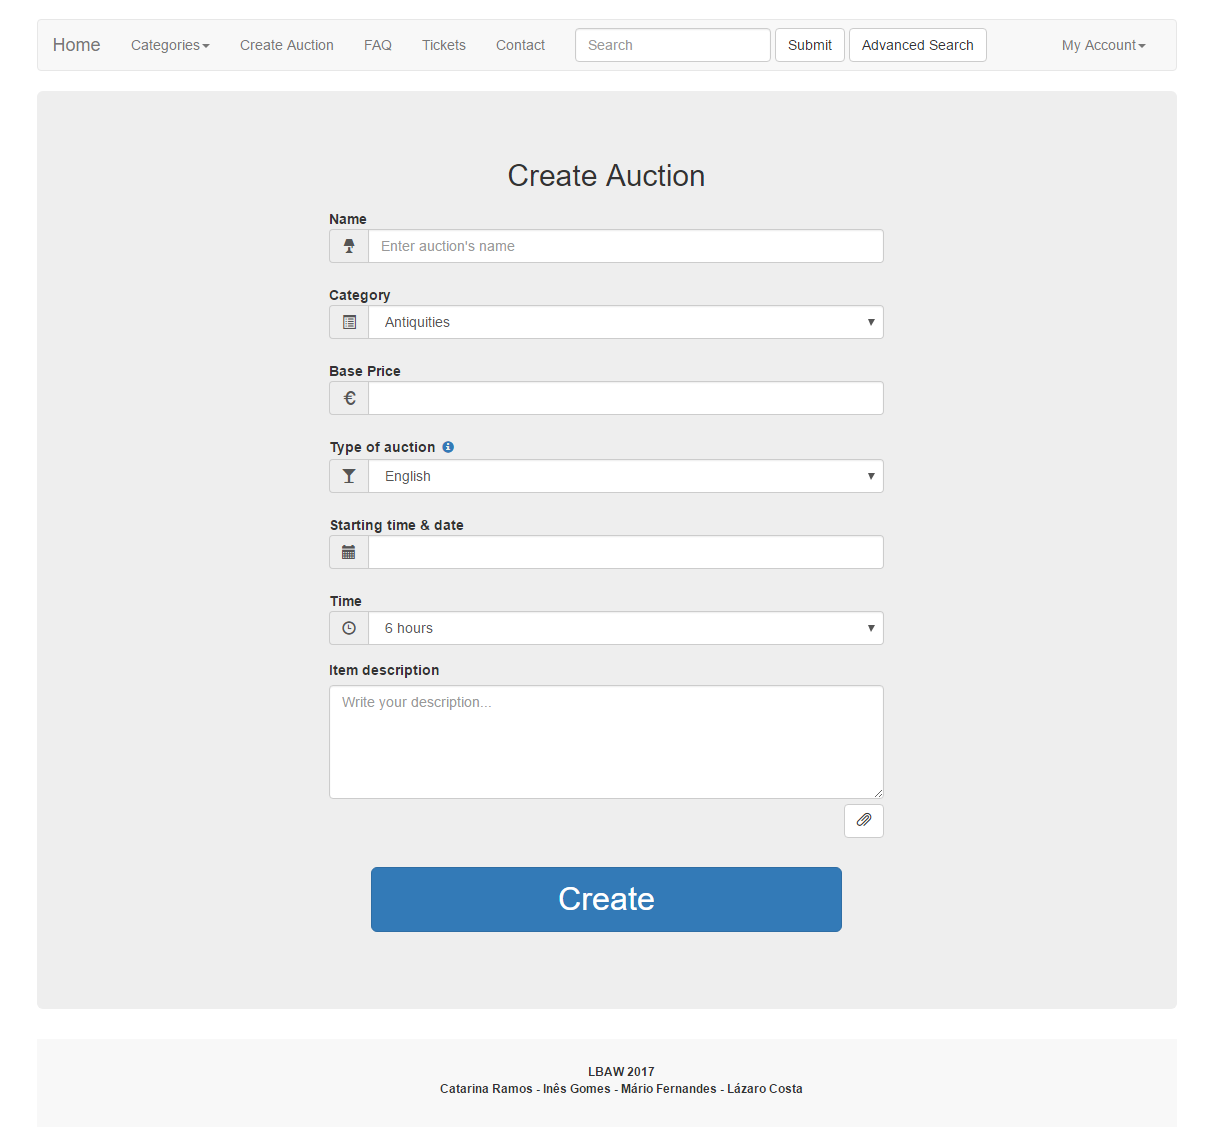 Home Categories Create Auction FAQ Tickets Contact Search Submit Advanced Search My Account
Create Auction
Name
Enter auction's name
Category
Antiquities
Base Price
€
Type of auction
English
Starting time & date
Time
6 hours
Item description
Write your description...
Create
LBAW 2017
Catarina Ramos - Inês Gomes - Mário Fernandes - Lázaro Costa